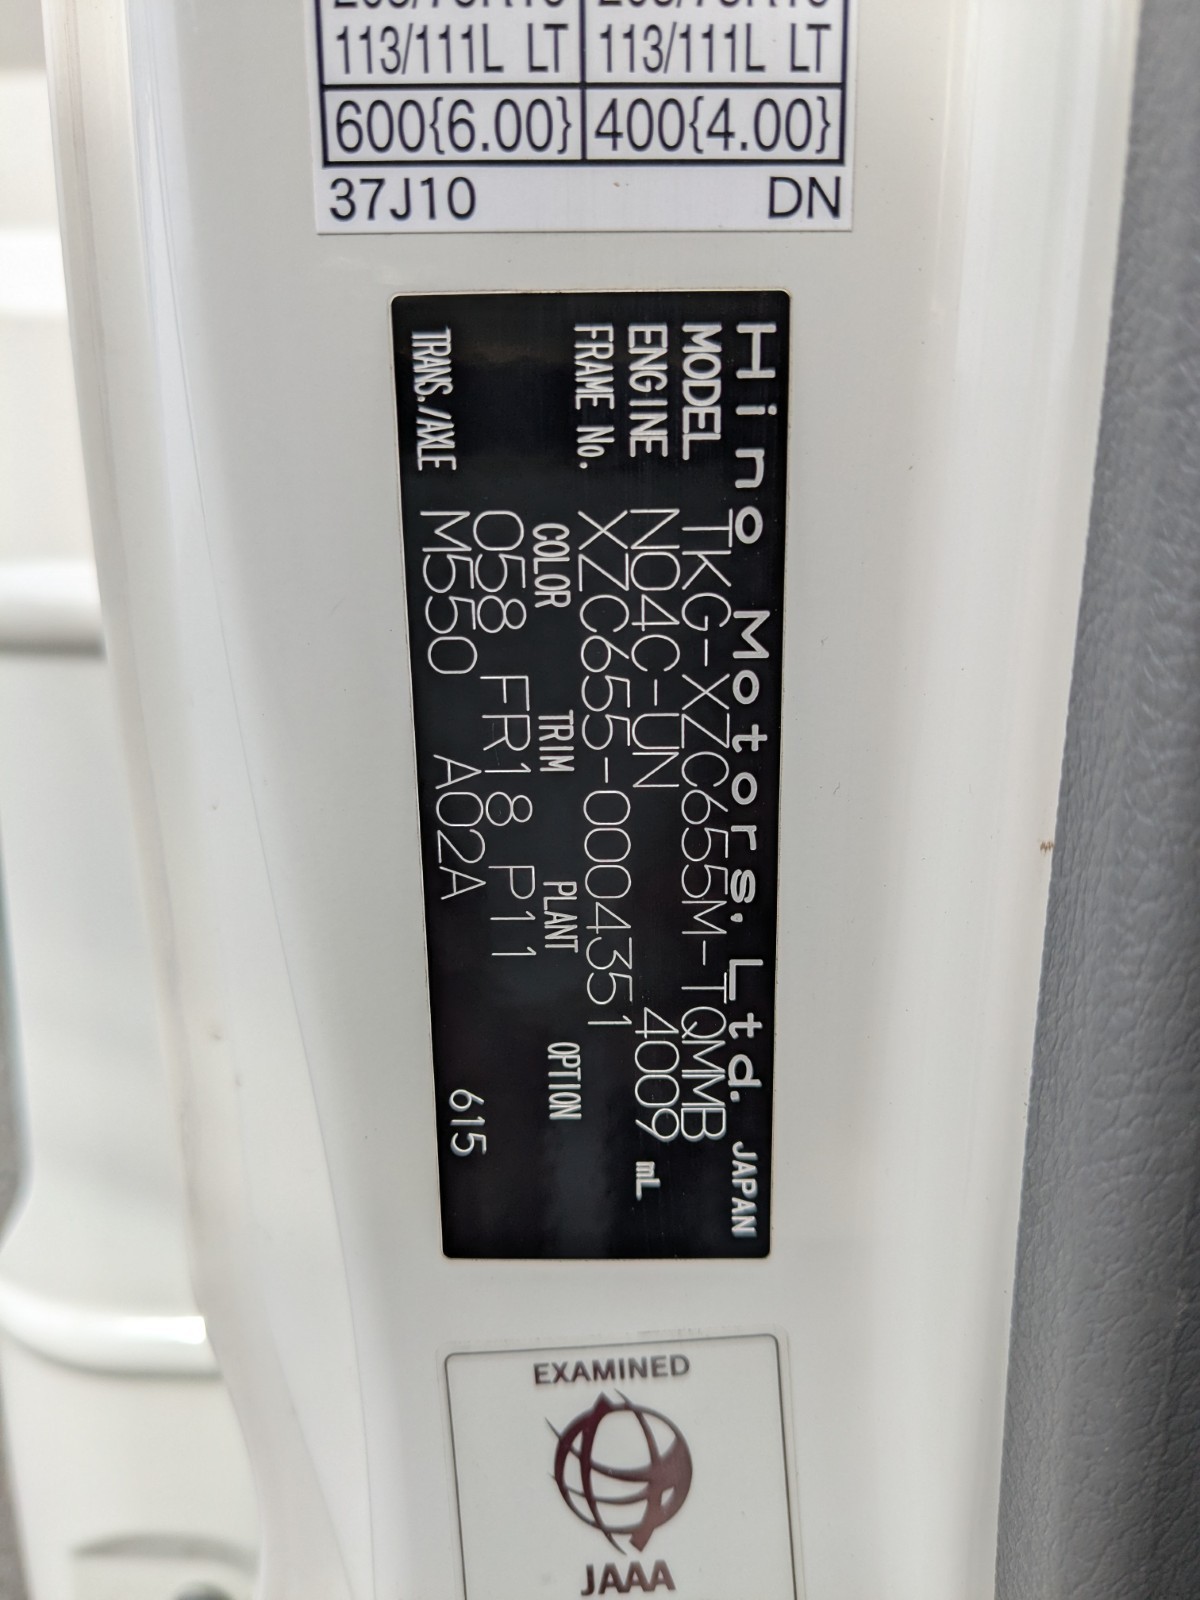 113/111L LT 113/111L LT
600{6.00} 400{4.00}
37J10 DN
Hino Motors, Ltd. JAPAN
MODEL TKG-XZC655M-TQMMB
ENGINE N04C-UN 4009 mL
FRAME No. XZC655-0004351
COLOR TRIM PLANT OPTION
058 FR18 P11
TRANS./AXLE M550 A02A 615
EXAMINED
JAAA